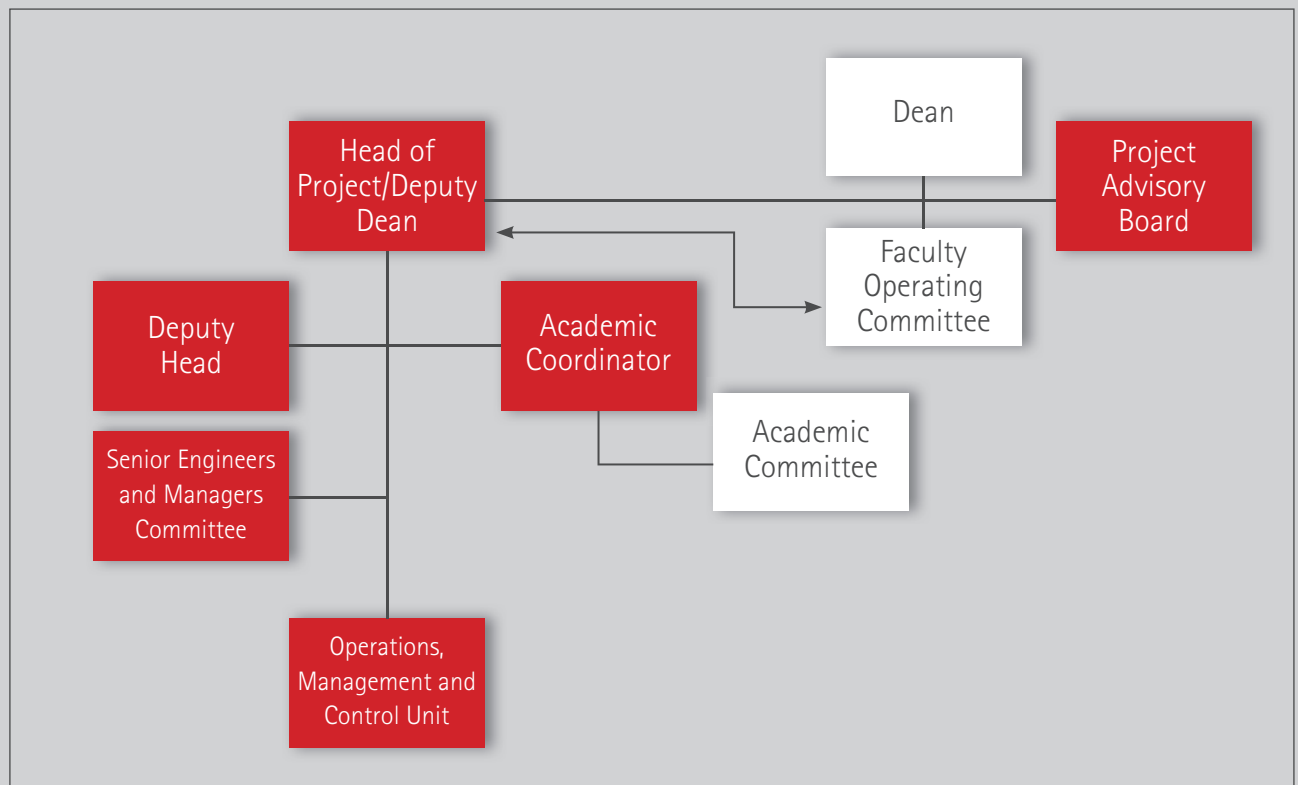 Dean
Head of
Project/Deputy
Dean
Project
Advisory
Board
Faculty
Operating
Committee
Deputy
Head
Academic
Coordinator
Academic
Committee
Senior Engineers
and Managers
Committee
Operations,
Management and
Control Unit